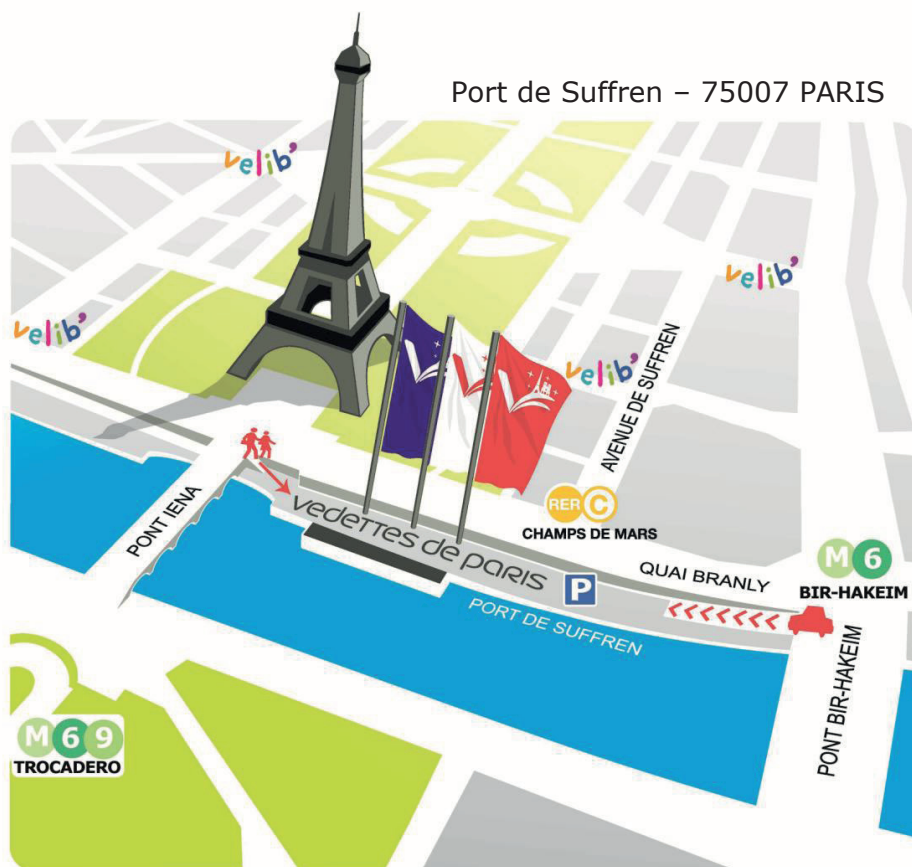 Port de Suffren – 75007 PARIS
velib'
velib'
velib'
velib'
AVENUE DE SUFFREN
RER C
CHAMPS DE MARS
PONT IENA
vedettes de paris
P
QUAI BRANLY
M 6
BIR-HAKEIM
PORT DE SUFFREN
PONT BIR-HAKEIM
M 6 9
TROCADERO